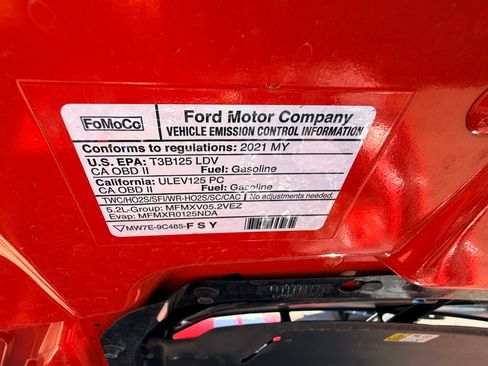 FoMoCo
Ford Motor Company
VEHICLE EMISSION CONTROL INFORMATION
Conforms to regulations: 2021 MY
U.S. EPA: T3B125 LDV
CA OBD II Fuel: Gasoline
California: ULEV125 PC
CA OBD II Fuel: Gasoline
TWC/HO2S/SFI/WR-HO2S/SC/CAC No adjustments needed.
5.2L-Group: MFMXV05.2VEZ
Evap: MFMXR0125NDA
MW7E-9C485-FSY